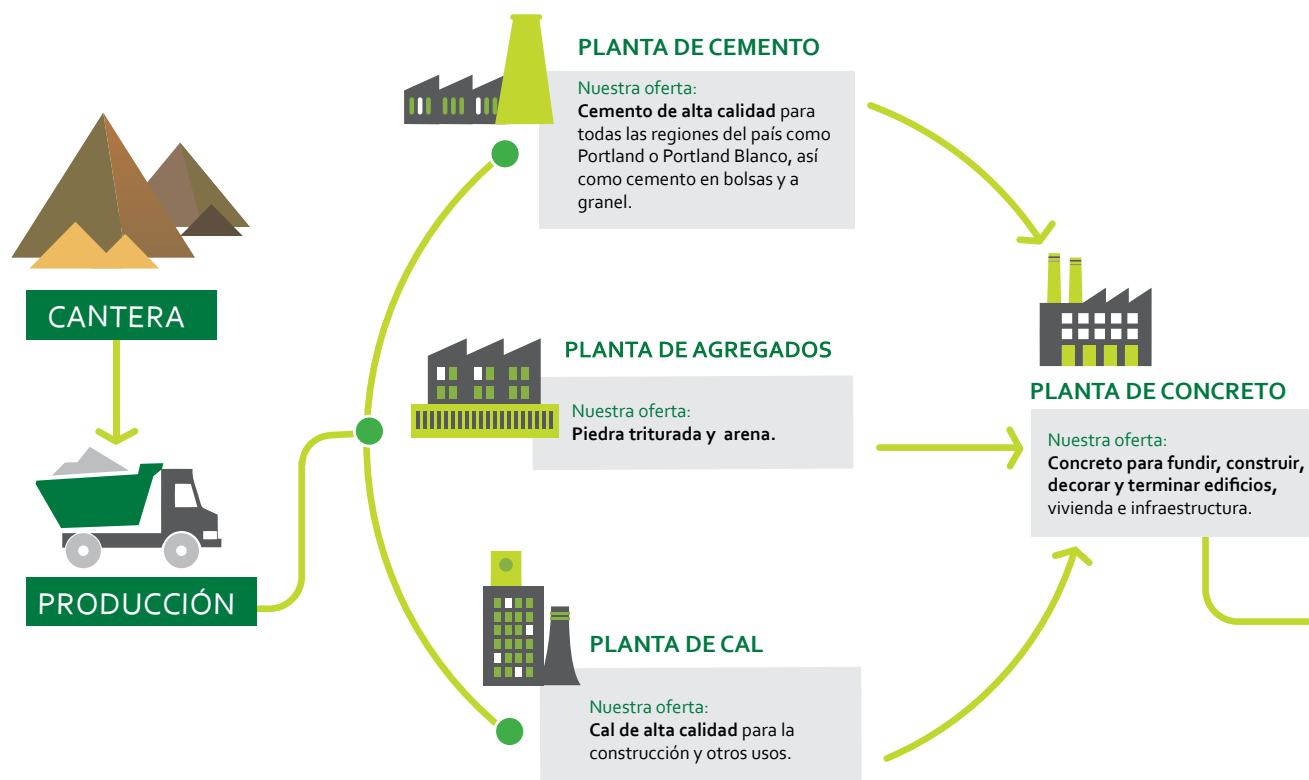 CANTERA
PRODUCCIÓN
PLANTA DE CEMENTO
Nuestra oferta:
Cemento de alta calidad para
todas las regiones del país como
Portland o Portland Blanco, así
como cemento en bolsas y a
granel.
PLANTA DE AGREGADOS
Nuestra oferta:
Piedra triturada y arena.
PLANTA DE CAL
Nuestra oferta:
Cal de alta calidad para la
construcción y otros usos.
PLANTA DE CONCRETO
Nuestra oferta:
Concreto para fundir, construir,
decorar y terminar edificios,
vivienda e infraestructura.